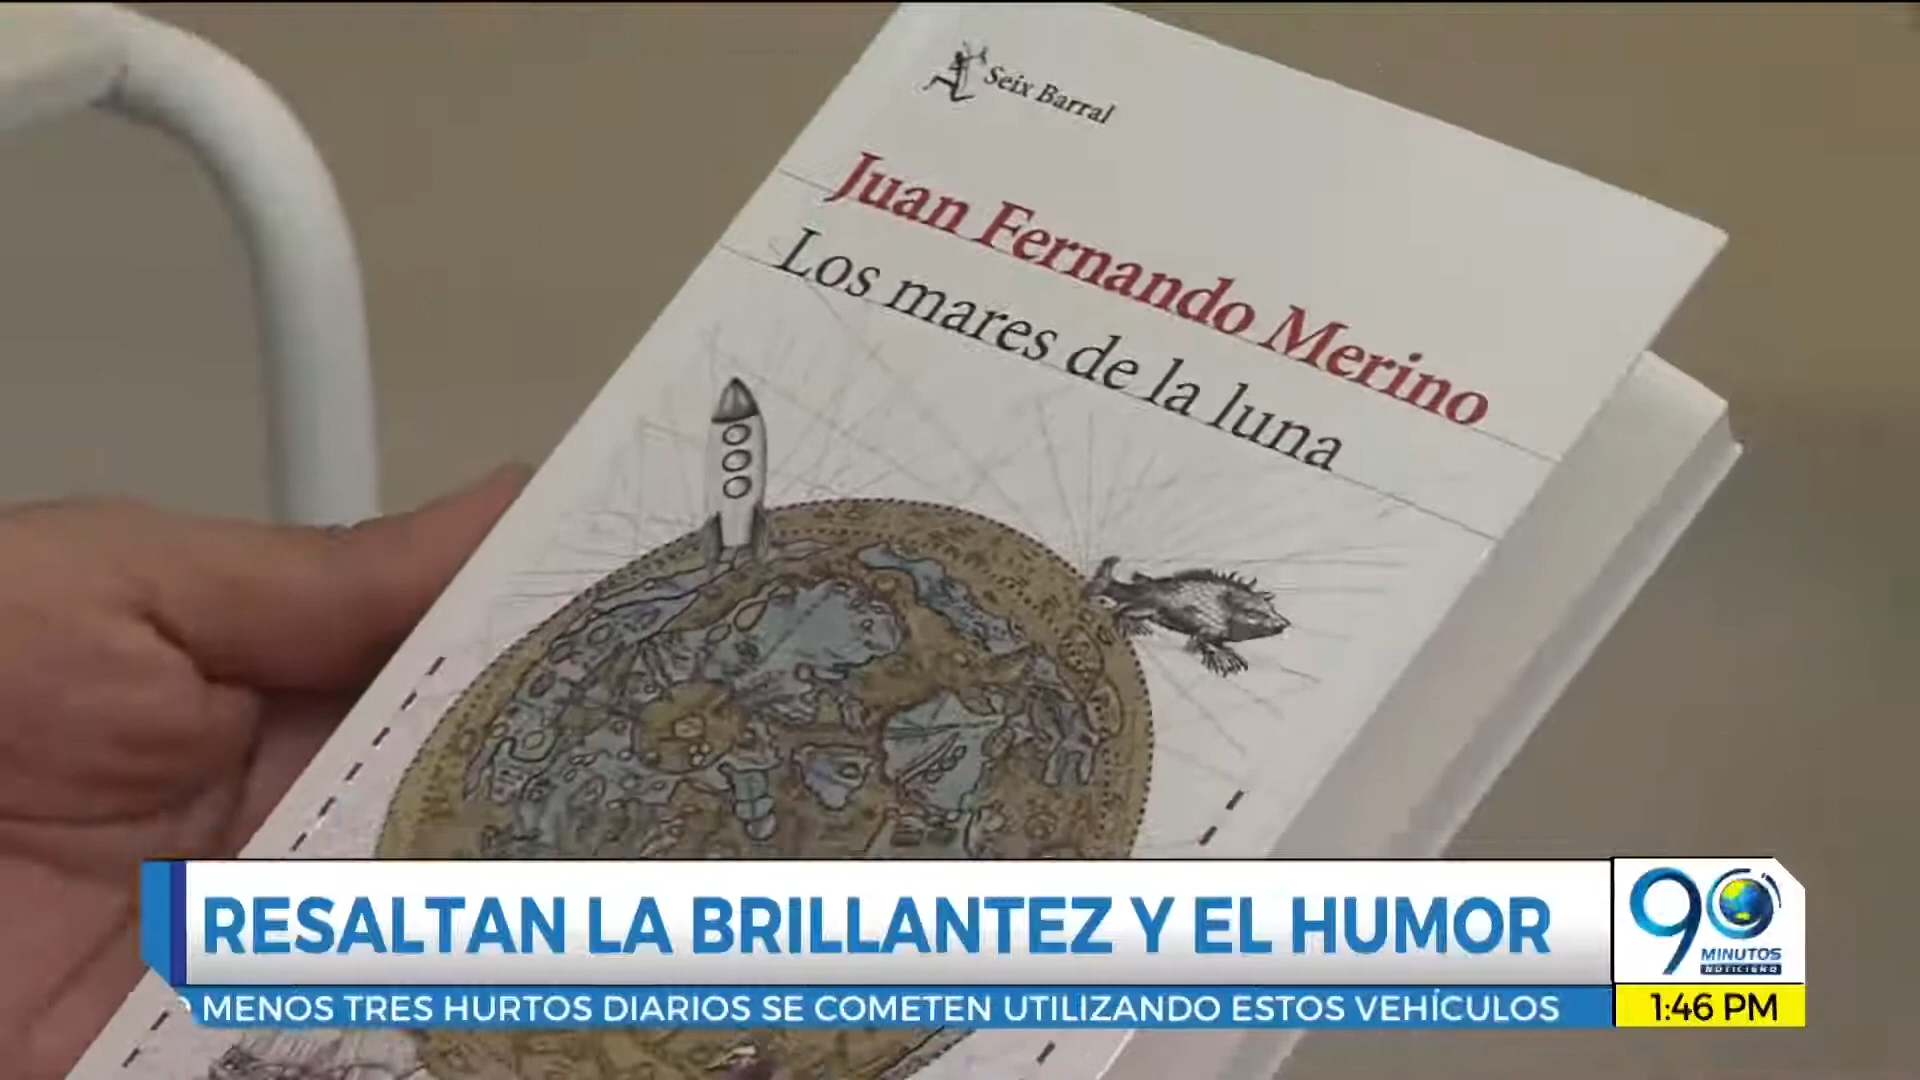 Seix Barral
Juan Fernando Merino
Los mares de la luna
RESALTAN LA BRILLANTEZ Y EL HUMOR
90
MINUTOS
NOTICIERO
O MENOS TRES HURTOS DIARIOS SE COMETEN UTILIZANDO ESTOS VEHÍCULOS
1:46 PM